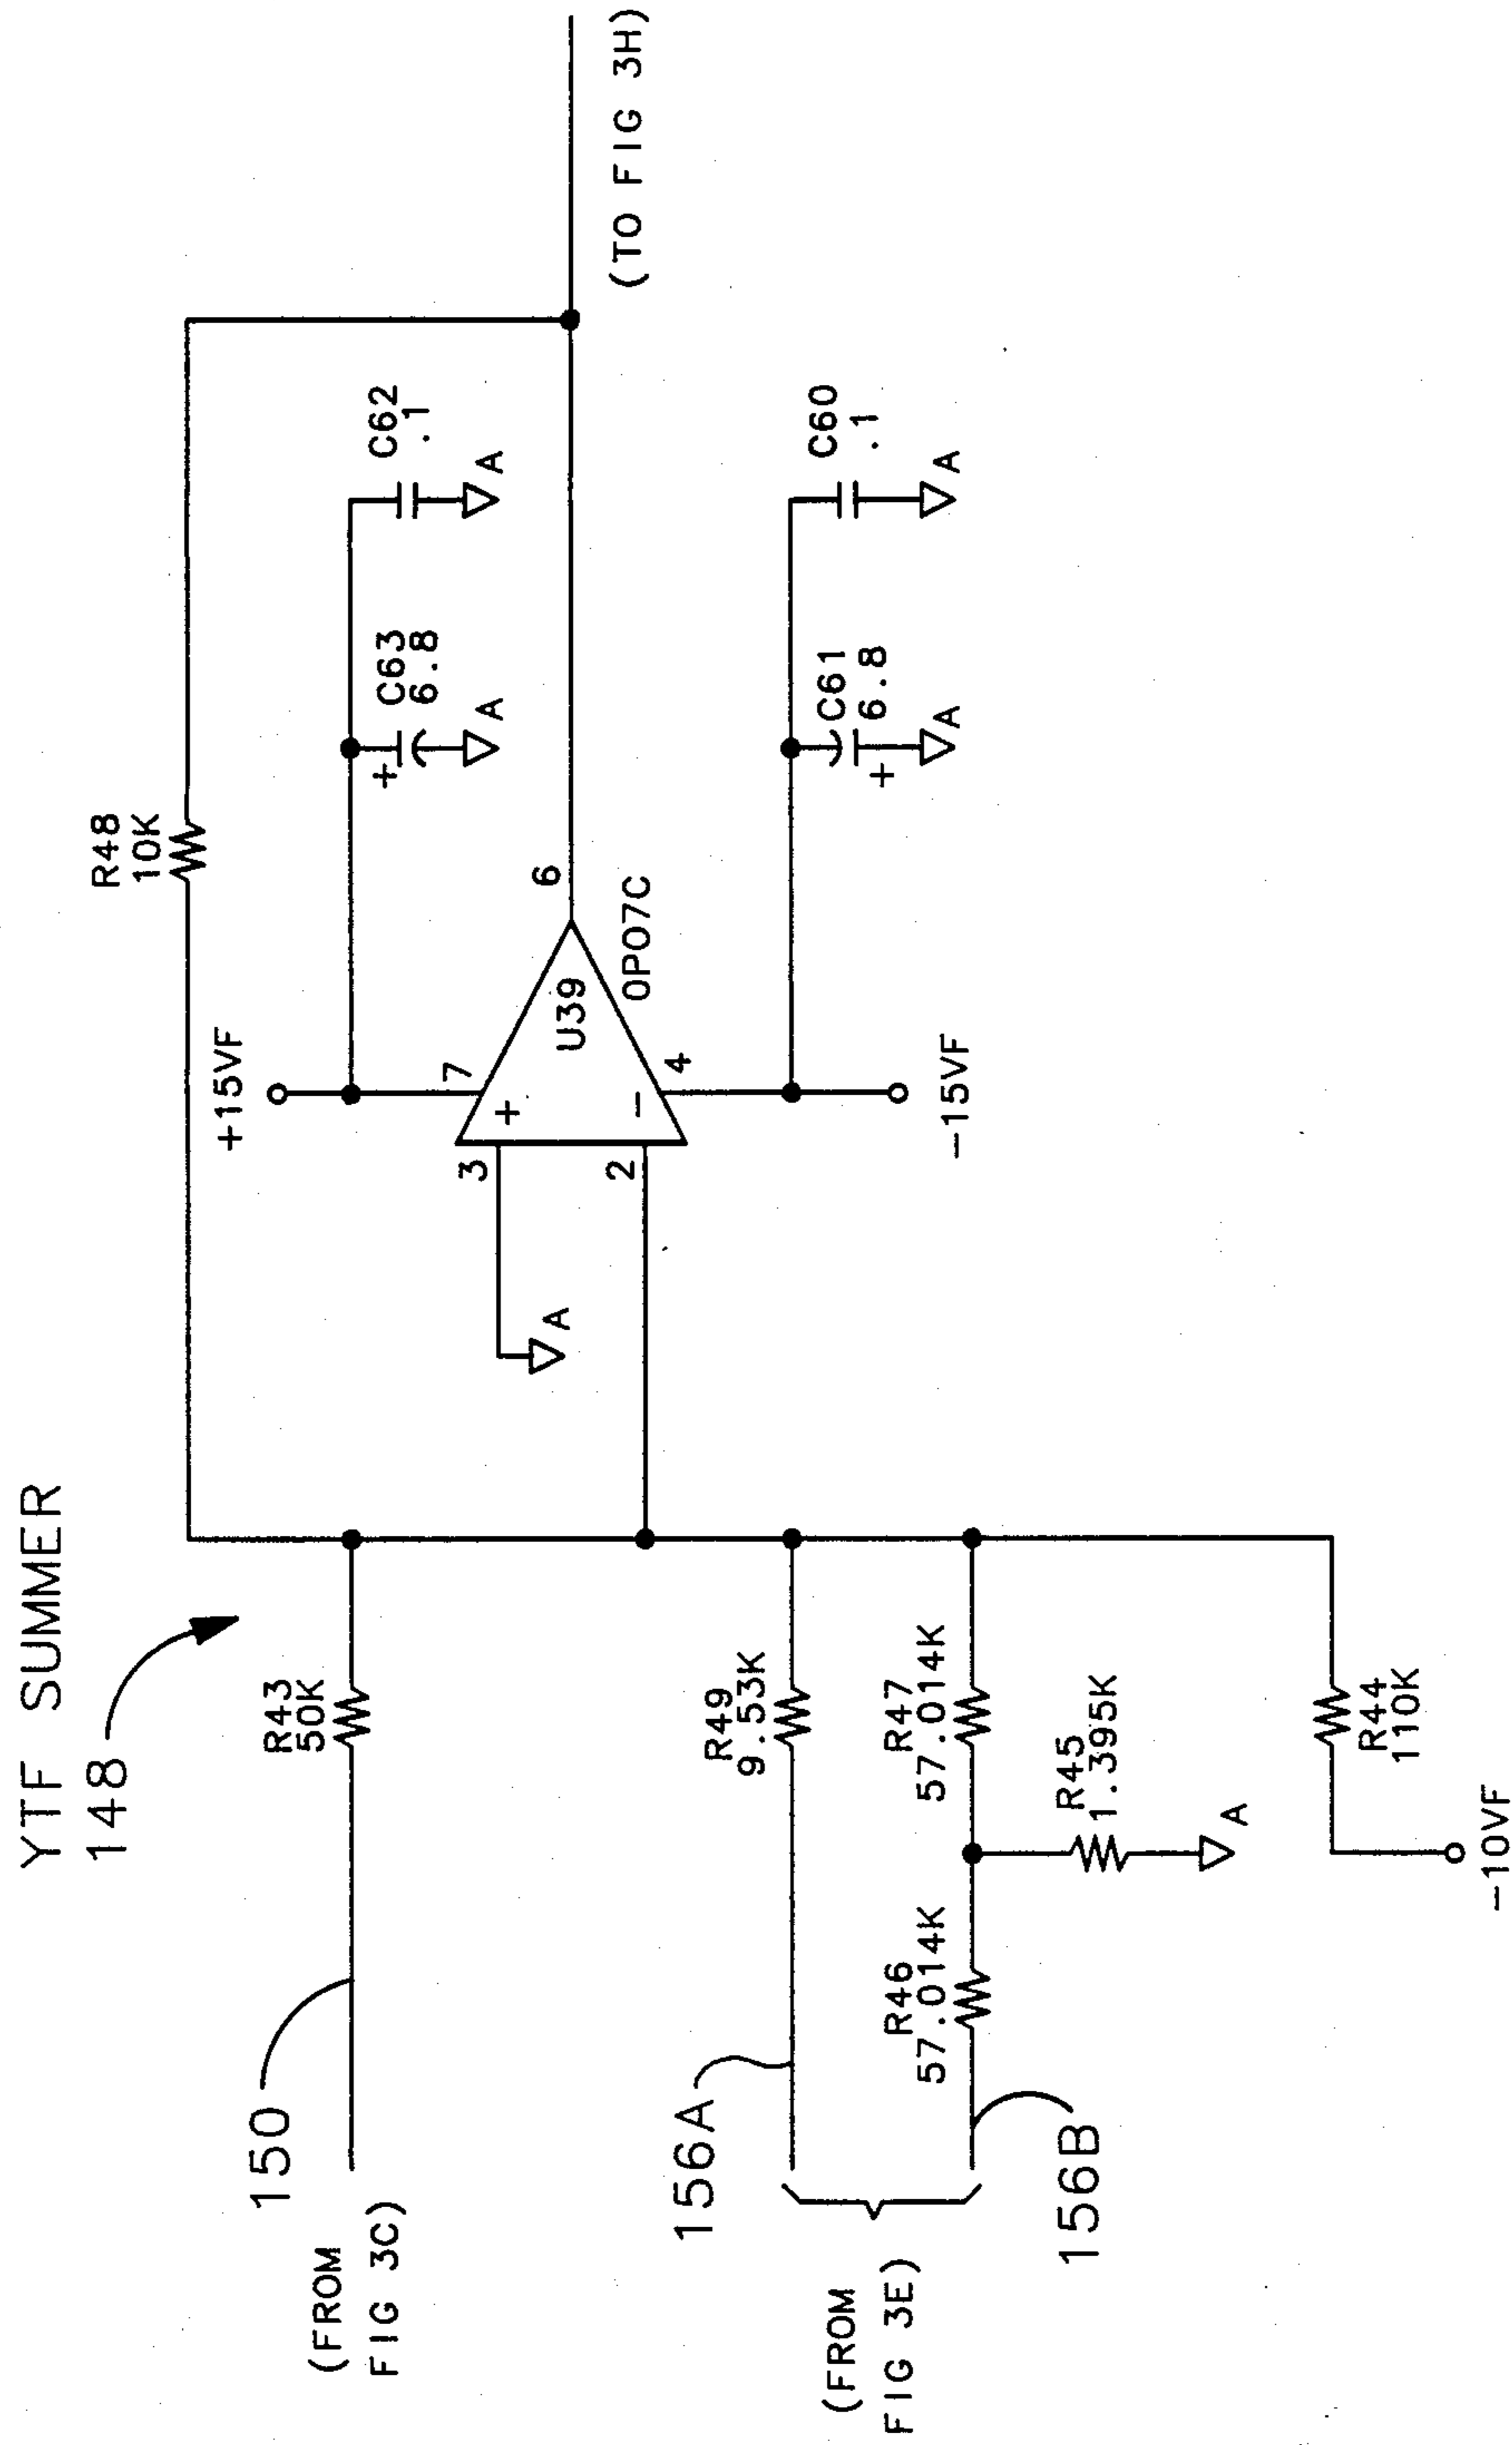 YTF SUMMER
148
R48
10K
+15VF
C63
6.8
+
A
C62
.1
A
150
R43
50K
(FROM
FIG 3C)
3
+
7
U39
6
2
−
4
OP07C
A
(TO FIG 3H)
156A
R49
9.53K
C61
6.8
+
A
C60
.1
A
−15VF
(FROM
FIG 3E)
R46
57.014K
R47
57.014K
156B
R45
1.395K
A
R44
110K
−10VF